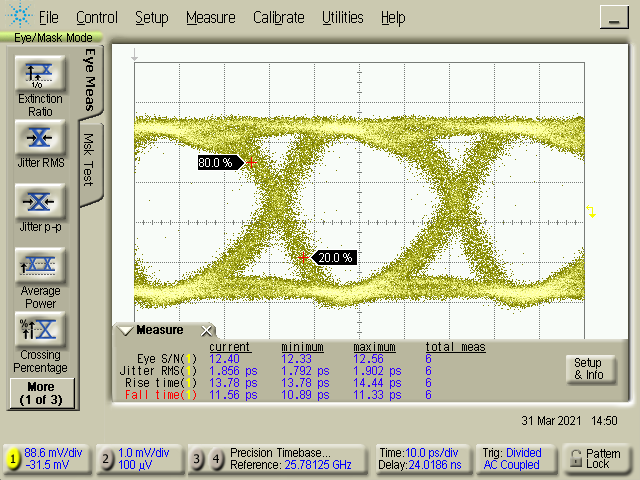 File Control Setup Measure Calibrate Utilities Help
Eye/Mask Mode
Eye Meas
Msk Test
1/0
Extinction
Ratio
Jitter RMS
Jitter p-p
Average
Power
%
Crossing
Percentage
More
(1 of 3)
80.0 %
20.0 %
1
Measure
current minimum maximum total meas
Eye S/N(1) 12.40 12.33 12.56 6
Jitter RMS(1) 1.856 ps 1.792 ps 1.902 ps 6
Rise time(1) 13.78 ps 13.78 ps 14.44 ps 6
Fall time(1) 11.56 ps 10.89 ps 11.33 ps 6
Setup
& Info
31 Mar 2021 14:50
1 88.6 mV/div
-31.5 mV
2 1.0 mV/div
100 µV
3 4 Precision Timebase...
Reference: 25.78125 GHz
Time:10.0 ps/div
Delay:24.0186 ns
Trig: Divided
AC Coupled
Pattern
Lock